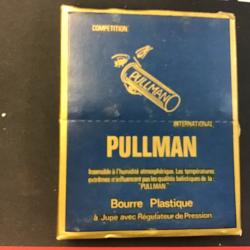 COMPETITION
PULLMAN
INTERNATIONAL
PULLMAN
Insensible à l'humidité atmosphérique. Les températures
extrêmes n'influencent pas les qualités balistiques de la :
"PULLMAN"
Bourre Plastique
à Jupe avec Régulateur de Pression